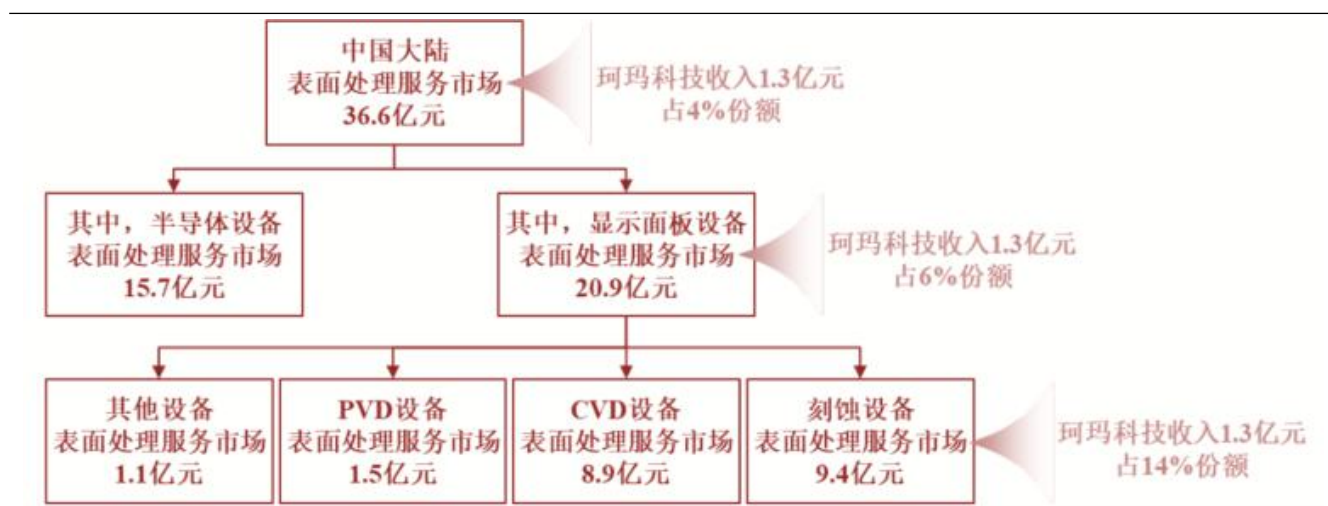 中国大陆
表面处理服务市场
36.6亿元
珂玛科技收入1.3亿元
占4%份额
其中，半导体设备
表面处理服务市场
15.7亿元
其中，显示面板设备
表面处理服务市场
20.9亿元
珂玛科技收入1.3亿元
占6%份额
其他设备
表面处理服务市场
1.1亿元
PVD设备
表面处理服务市场
1.5亿元
CVD设备
表面处理服务市场
8.9亿元
刻蚀设备
表面处理服务市场
9.4亿元
珂玛科技收入1.3亿元
占14%份额